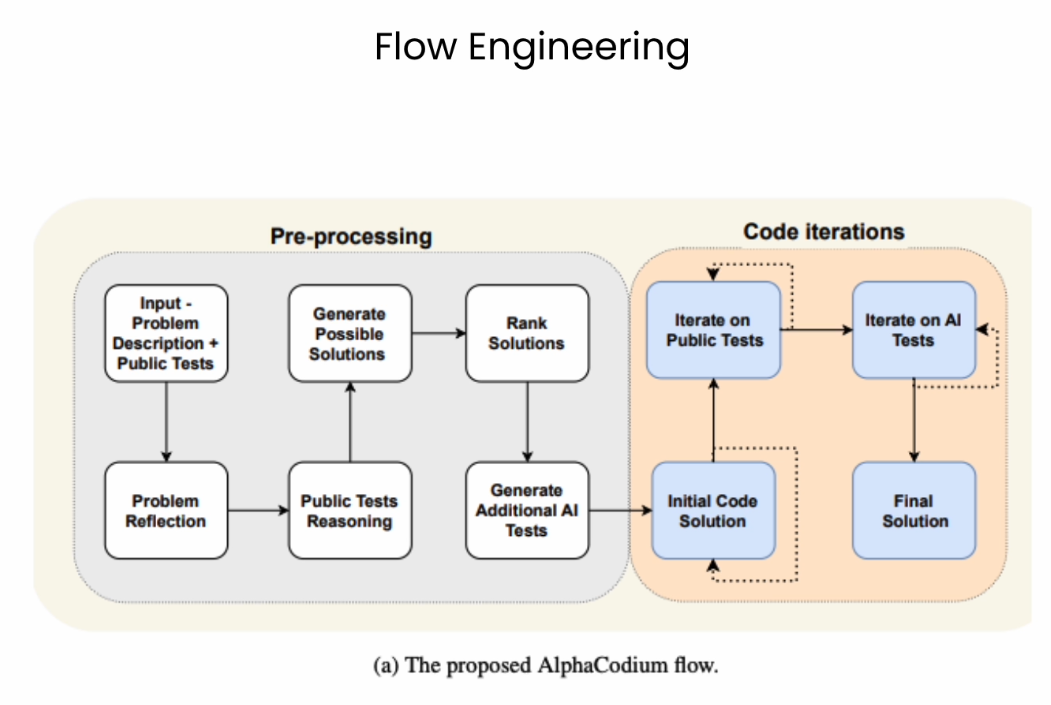 Flow Engineering
Pre-processing
Input -
Problem
Description +
Public Tests
Problem
Reflection
Public Tests
Reasoning
Generate
Possible
Solutions
Rank
Solutions
Generate
Additional AI
Tests
Code iterations
Initial Code
Solution
Iterate on
Public Tests
Iterate on AI
Tests
Final
Solution
(a) The proposed AlphaCodium flow.